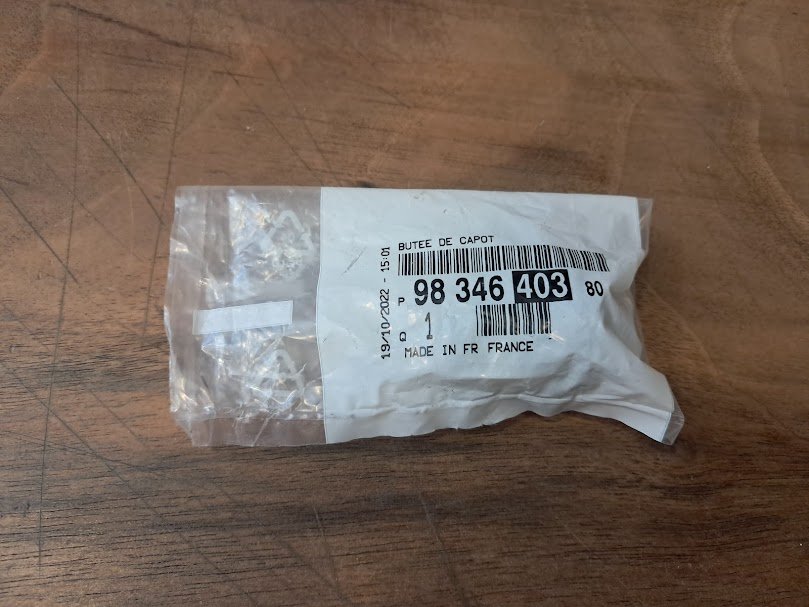 BUTEE DE CAPOT
P 98 346 403 80
Q 1
MADE IN FR FRANCE
19/10/2022 - 15:01